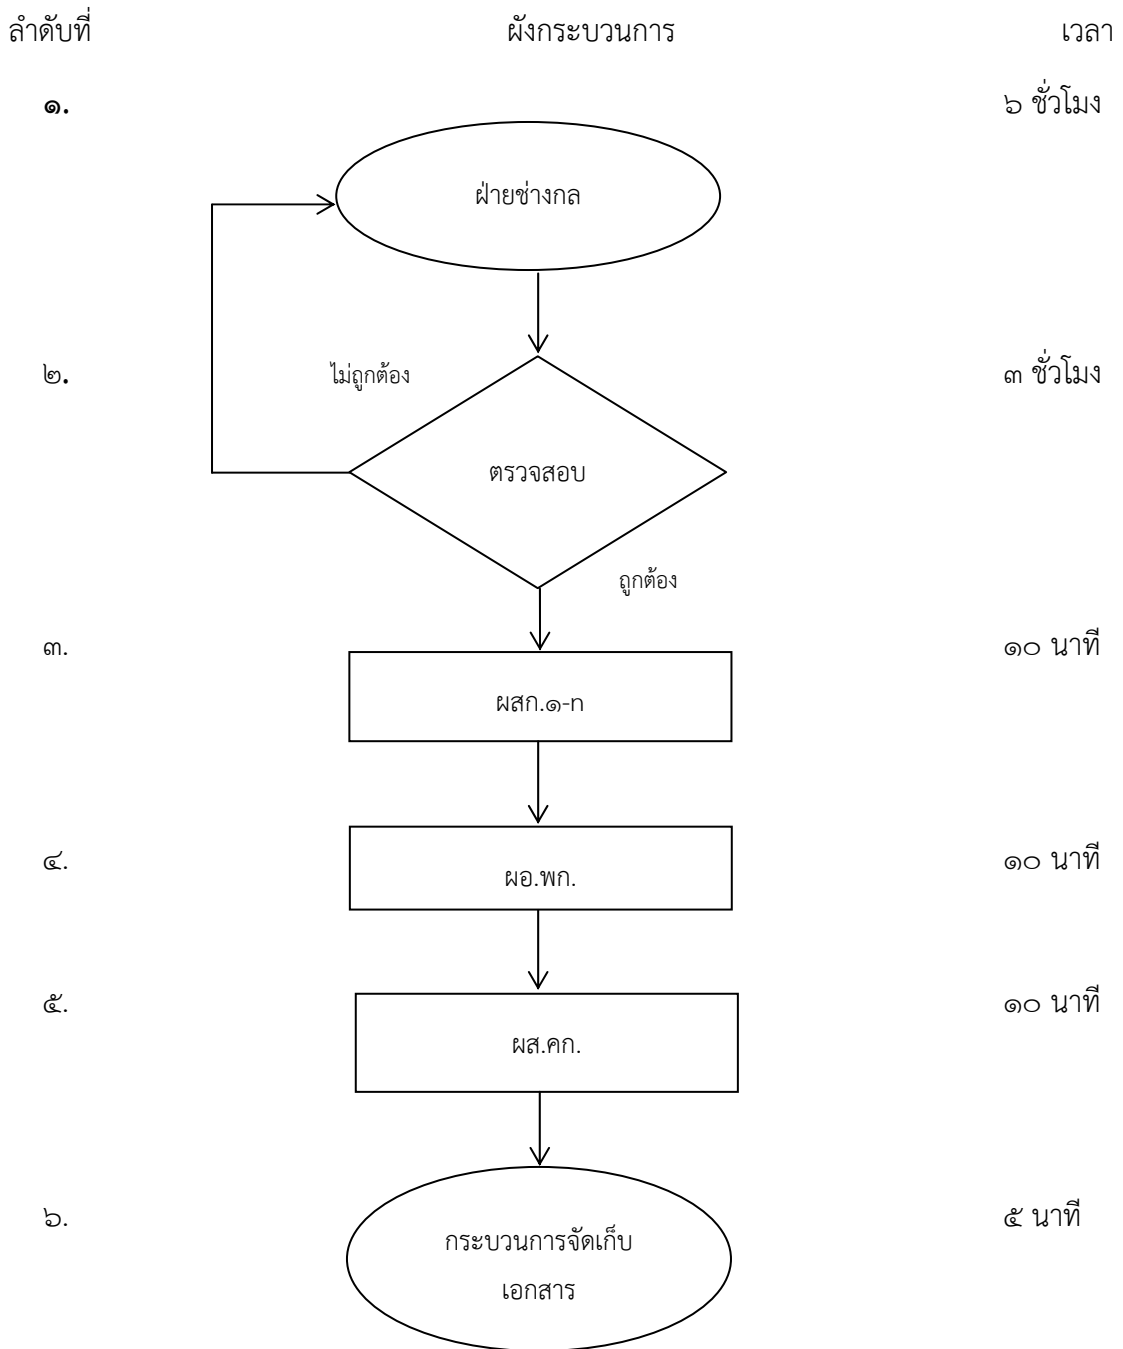 ลำดับที่ ผังกระบวนการ เวลา
๑. ๖ ชั่วโมง
ฝ่ายช่างกล
๒. ไม่ถูกต้อง ๓ ชั่วโมง
ตรวจสอบ
ถูกต้อง
๓. ๑๐ นาที
ผสก.๑-n
๔. ๑๐ นาที
ผอ.พก.
๕. ๑๐ นาที
ผส.คก.
๖. ๕ นาที
กระบวนการจัดเก็บ
เอกสาร